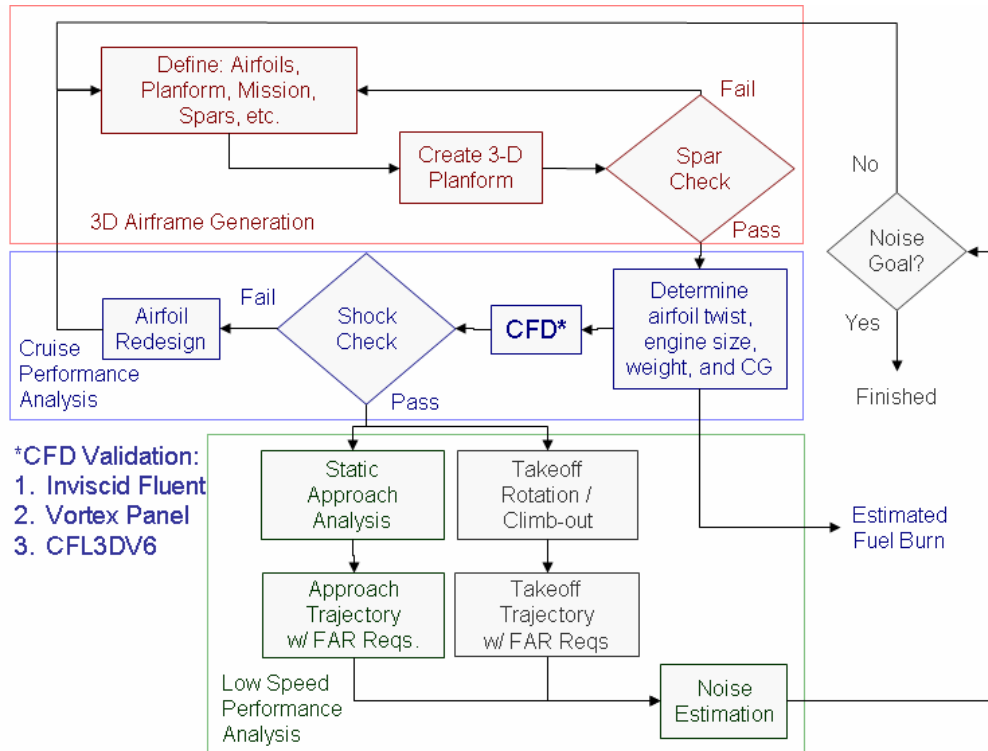 Define: Airfoils,
Planform, Mission,
Spars, etc.
Fail
Create 3-D
Planform
Spar
Check
No
3D Airframe Generation
Pass
Noise
Goal?
Fail
Airfoil
Redesign
Shock
Check
CFD*
Determine
airfoil twist,
engine size,
weight, and CG
Yes
Cruise
Performance
Analysis
Pass
Finished
*CFD Validation:
1. Inviscid Fluent
2. Vortex Panel
3. CFL3DV6
Static
Approach
Analysis
Takeoff
Rotation /
Climb-out
Estimated
Fuel Burn
Approach
Trajectory
w/ FAR Reqs.
Takeoff
Trajectory
w/ FAR Reqs
Low Speed
Performance
Analysis
Noise
Estimation